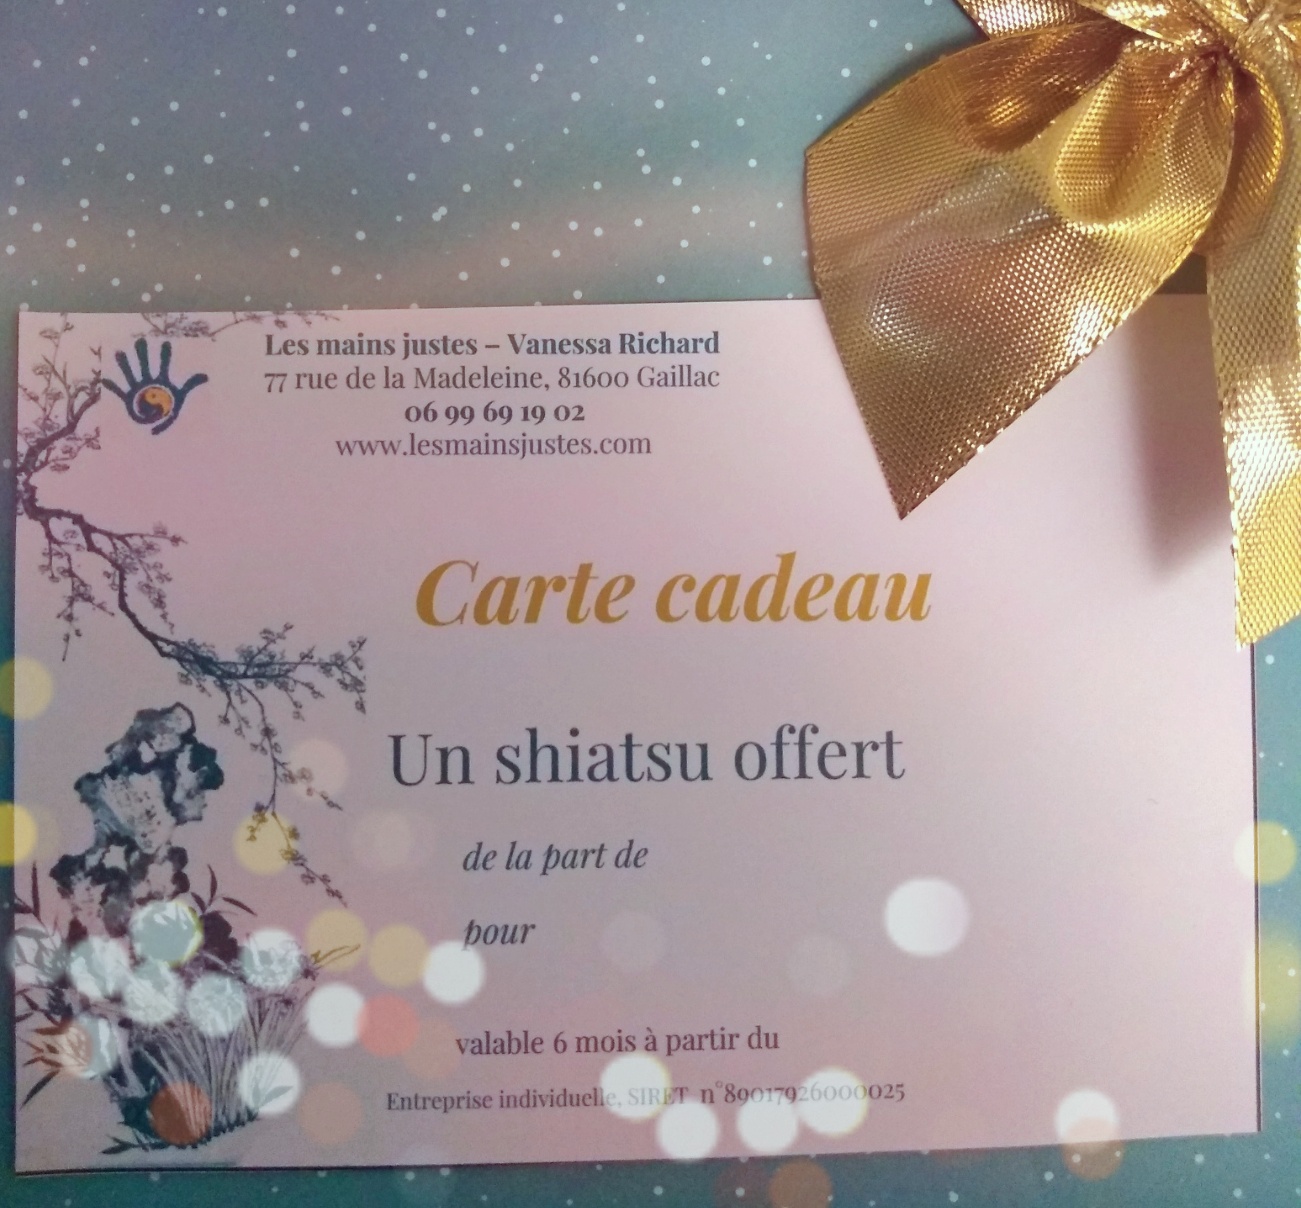 Les mains justes – Vanessa Richard
77 rue de la Madeleine, 81600 Gaillac
06 99 69 19 02
www.lesmainsjustes.com
Carte cadeau
Un shiatsu offert
de la part de
pour
valable 6 mois à partir du
Entreprise individuelle, SIRET n°89017926000025